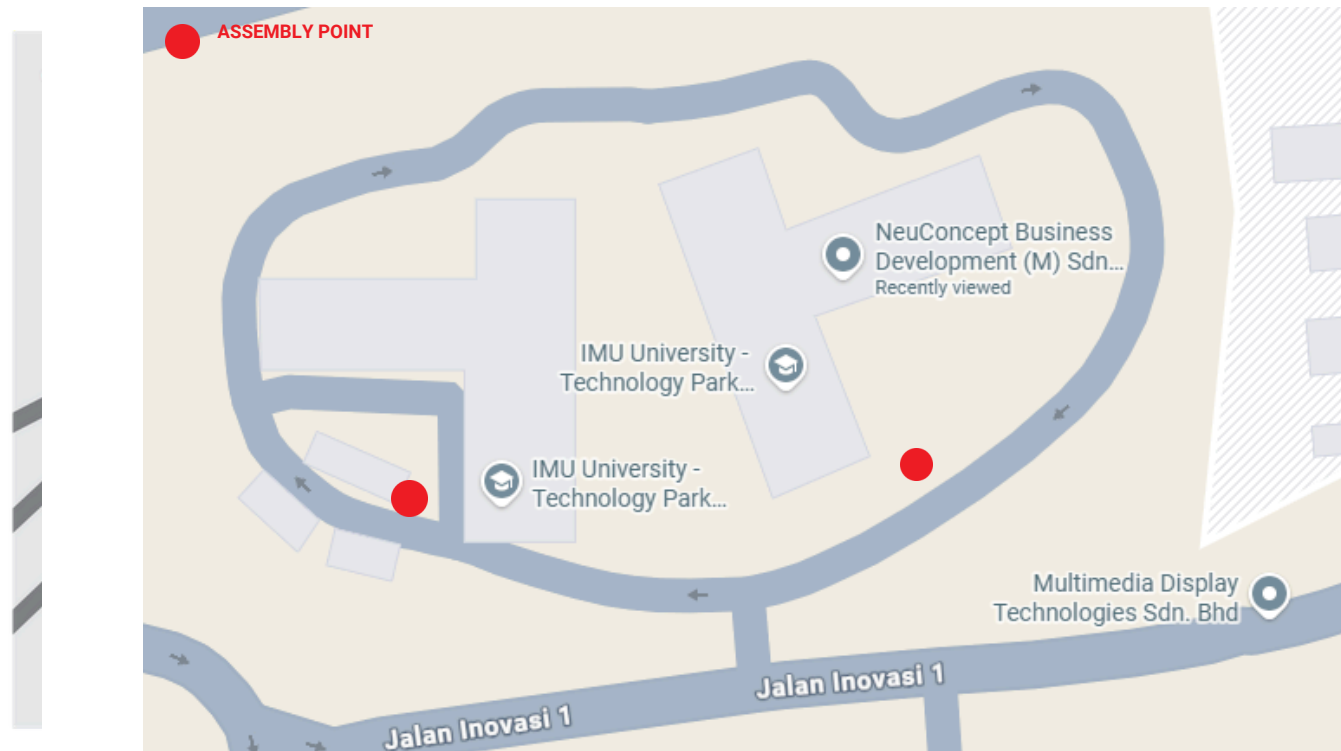 ASSEMBLY POINT
NeuConcept Business
Development (M) Sdn...
Recently viewed
IMU University -
Technology Park...
IMU University -
Technology Park...
Multimedia Display
Technologies Sdn. Bhd
Jalan Inovasi 1
Jalan Inovasi 1